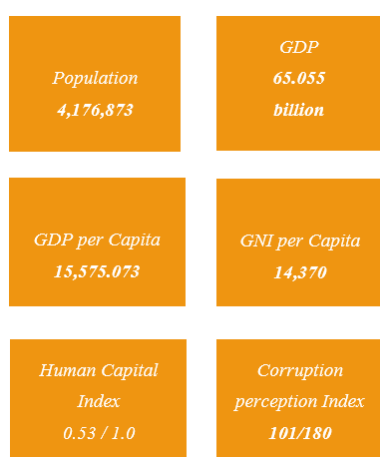 Population
4,176,873
GDP
65.055
billion
GDP per Capita
15,575.073
GNI per Capita
14,370
Human Capital
Index
0.53 / 1.0
Corruption
perception Index
101/180